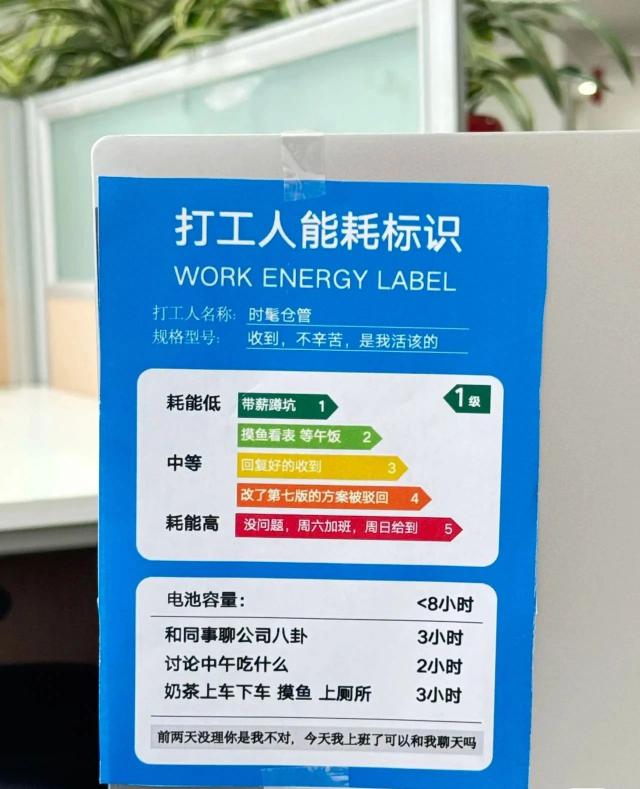 打工人能耗标识
WORK ENERGY LABEL
打工人名称: 时髦仓管
规格型号: 收到，不辛苦，是我活该的
耗能低 带薪蹲坑 1 1级
摸鱼看表 等午饭 2
中等 回复好的收到 3
改了第七版的方案被驳回 4
耗能高 没问题，周六加班，周日给到 5
电池容量: <8小时
和同事聊公司八卦 3小时
讨论中午吃什么 2小时
奶茶上车下车 摸鱼 上厕所 3小时
前两天没理你是我不对，今天我上班了可以和我聊天吗